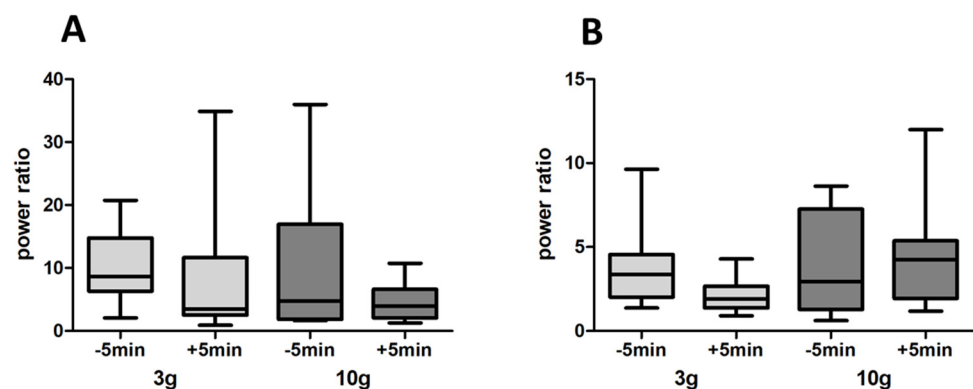 A
power ratio
40
30
20
10
0
-5min +5min -5min +5min
3g 10g
B
power ratio
15
10
5
0
-5min +5min -5min +5min
3g 10g